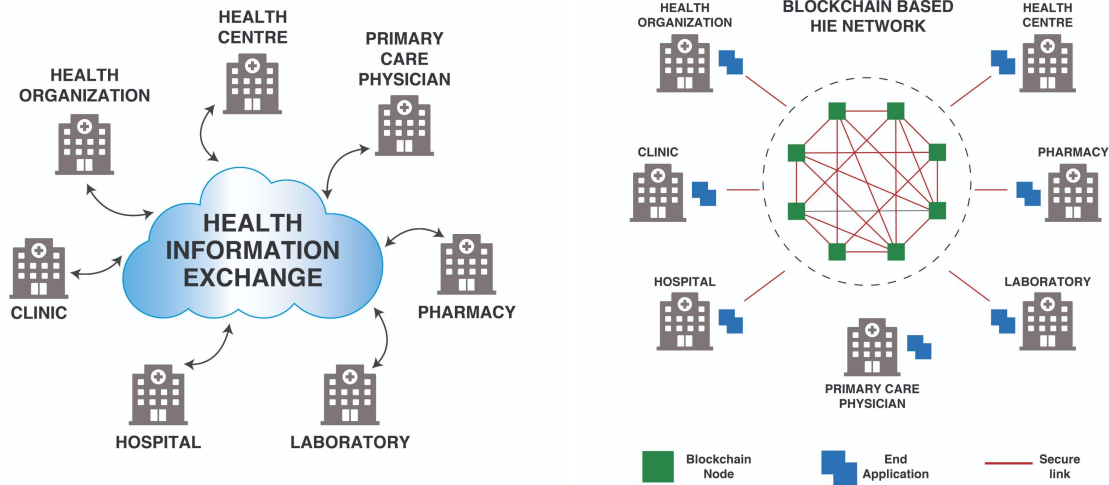 HEALTH
CENTRE
PRIMARY
CARE
PHYSICIAN
HEALTH
ORGANIZATION
HEALTH
INFORMATION
EXCHANGE
CLINIC
PHARMACY
HOSPITAL
LABORATORY
BLOCKCHAIN BASED
HIE NETWORK
HEALTH
ORGANIZATION
HEALTH
CENTRE
CLINIC
PHARMACY
HOSPITAL
LABORATORY
PRIMARY CARE
PHYSICIAN
Blockchain
Node
End
Application
Secure
link